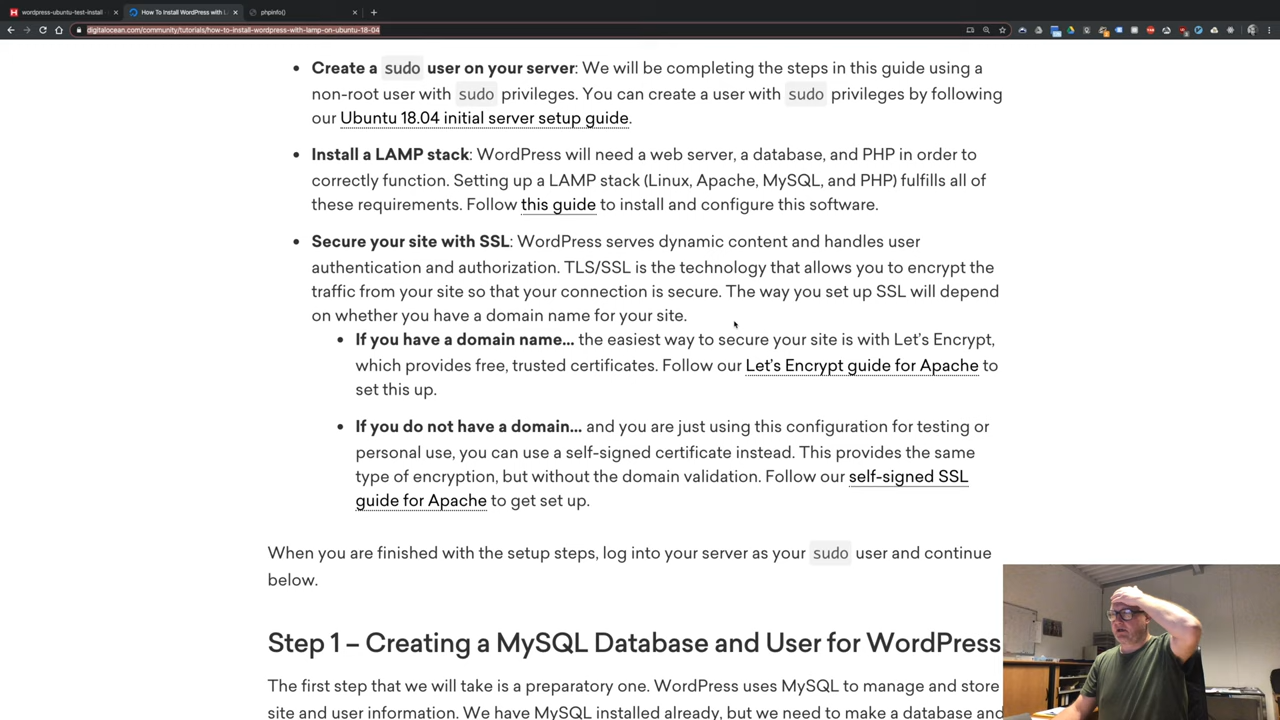 wordpress-ubuntu-test-install
How To Install WordPress with L
phpinfo()
digitalocean.com/community/tutorials/how-to-install-wordpress-with-lamp-on-ubuntu-18-04
• Create a sudo user on your server: We will be completing the steps in this guide using a
non-root user with sudo privileges. You can create a user with sudo privileges by following
our Ubuntu 18.04 initial server setup guide.
• Install a LAMP stack: WordPress will need a web server, a database, and PHP in order to
correctly function. Setting up a LAMP stack (Linux, Apache, MySQL, and PHP) fulfills all of
these requirements. Follow this guide to install and configure this software.
• Secure your site with SSL: WordPress serves dynamic content and handles user
authentication and authorization. TLS/SSL is the technology that allows you to encrypt the
traffic from your site so that your connection is secure. The way you set up SSL will depend
on whether you have a domain name for your site.
• If you have a domain name… the easiest way to secure your site is with Let’s Encrypt,
which provides free, trusted certificates. Follow our Let’s Encrypt guide for Apache to
set this up.
• If you do not have a domain… and you are just using this configuration for testing or
personal use, you can use a self-signed certificate instead. This provides the same
type of encryption, but without the domain validation. Follow our self-signed SSL
guide for Apache to get set up.
When you are finished with the setup steps, log into your server as your sudo user and continue
below.
Step 1 – Creating a MySQL Database and User for WordPress
The first step that we will take is a preparatory one. WordPress uses MySQL to manage and store
site and user information. We have MySQL installed already, but we need to make a database and